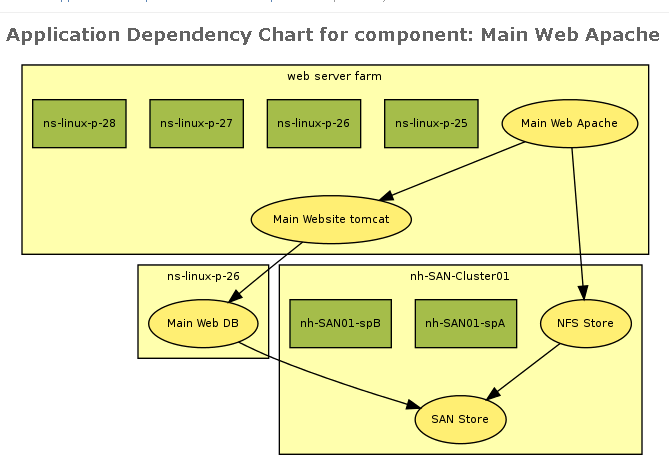 Application Dependency Chart for component: Main Web Apache
web server farm
ns-linux-p-28
ns-linux-p-27
ns-linux-p-26
ns-linux-p-25
Main Web Apache
Main Website tomcat
ns-linux-p-26
nh-SAN-Cluster01
Main Web DB
nh-SAN01-spB
nh-SAN01-spA
NFS Store
SAN Store